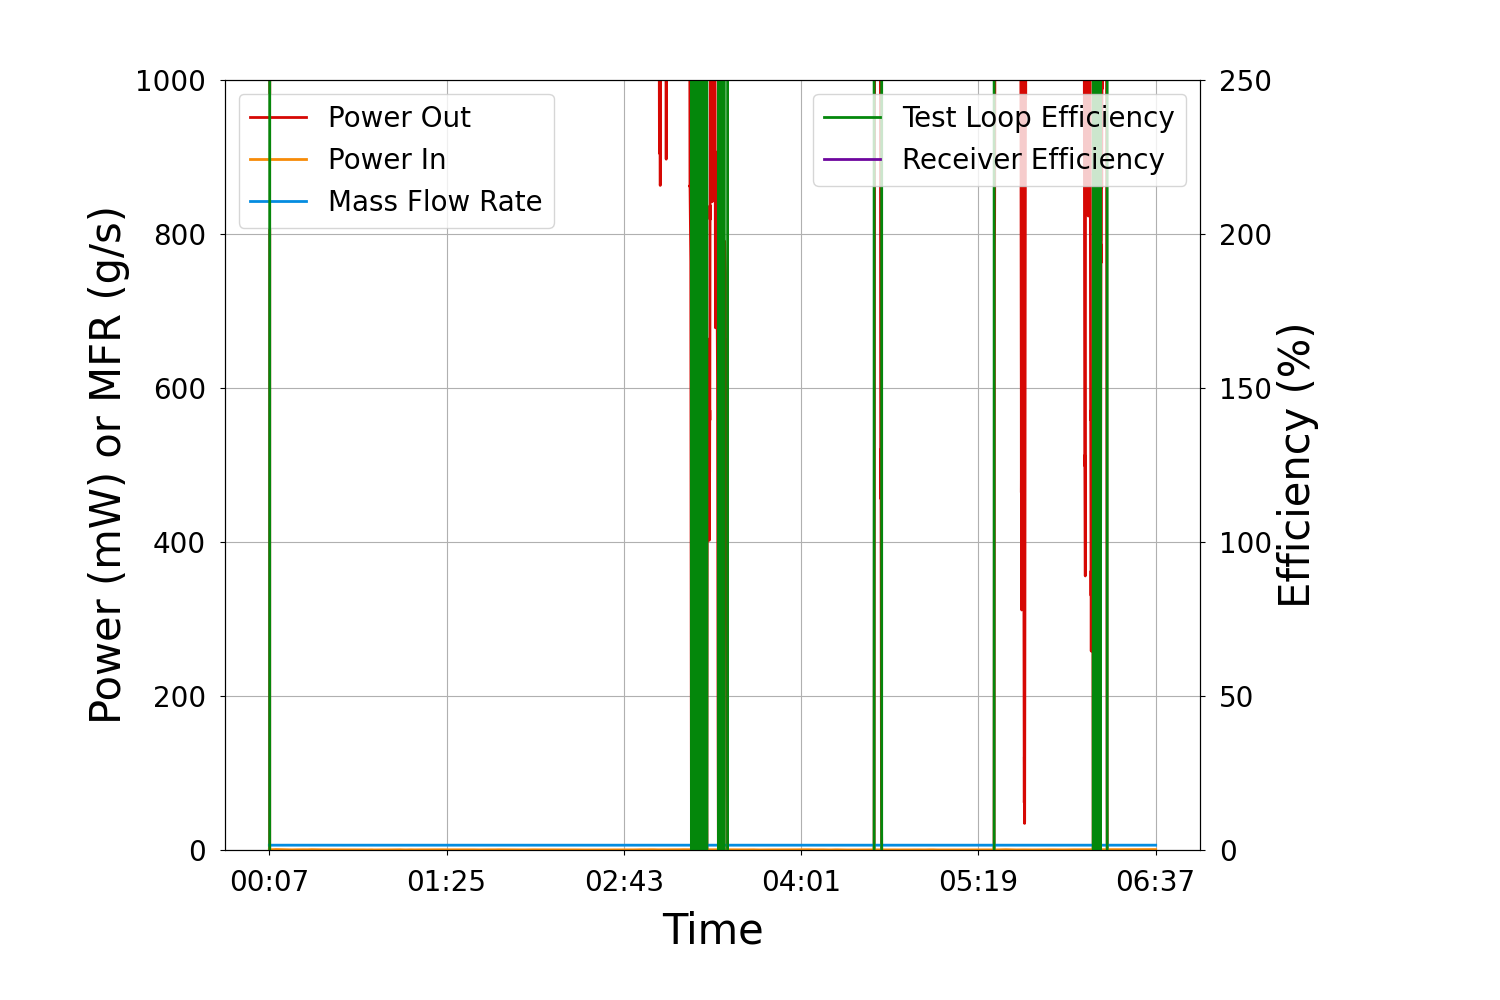 Power Out
Power In
Mass Flow Rate
Test Loop Efficiency
Receiver Efficiency
1000
800
600
400
200
0
Power (mW) or MFR (g/s)
250
200
150
100
50
0
Efficiency (%)
00:07 01:25 02:43 04:01 05:19 06:37
Time